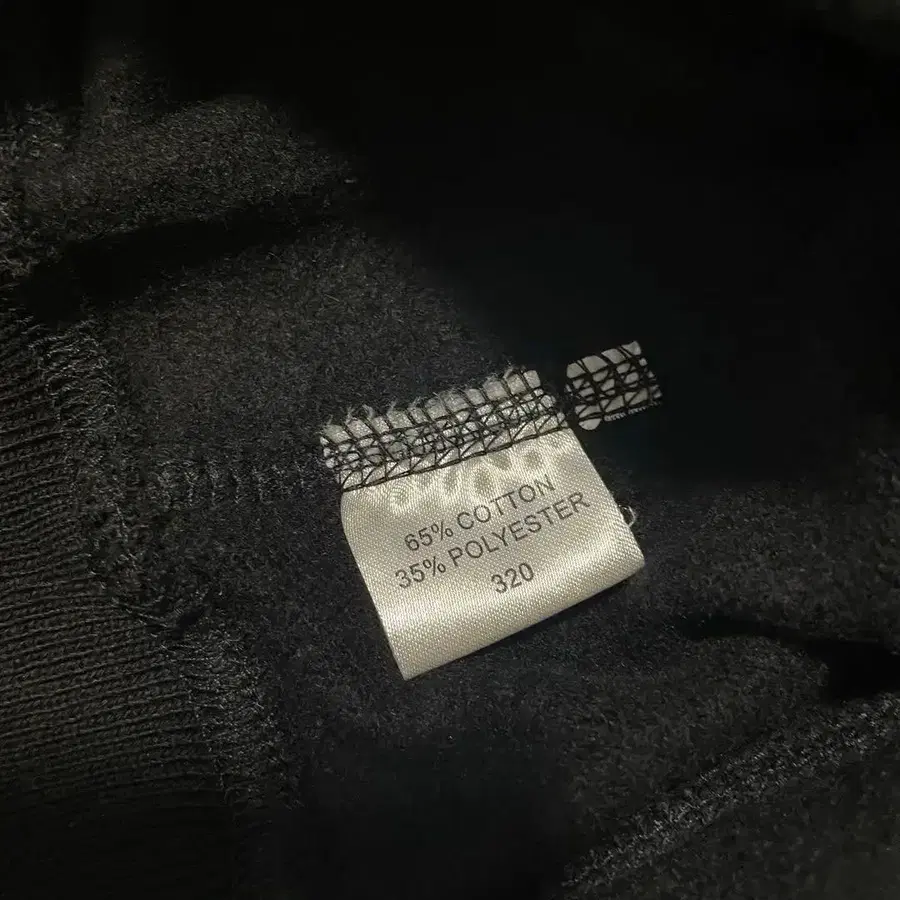 65% COTTON
35% POLYESTER
320